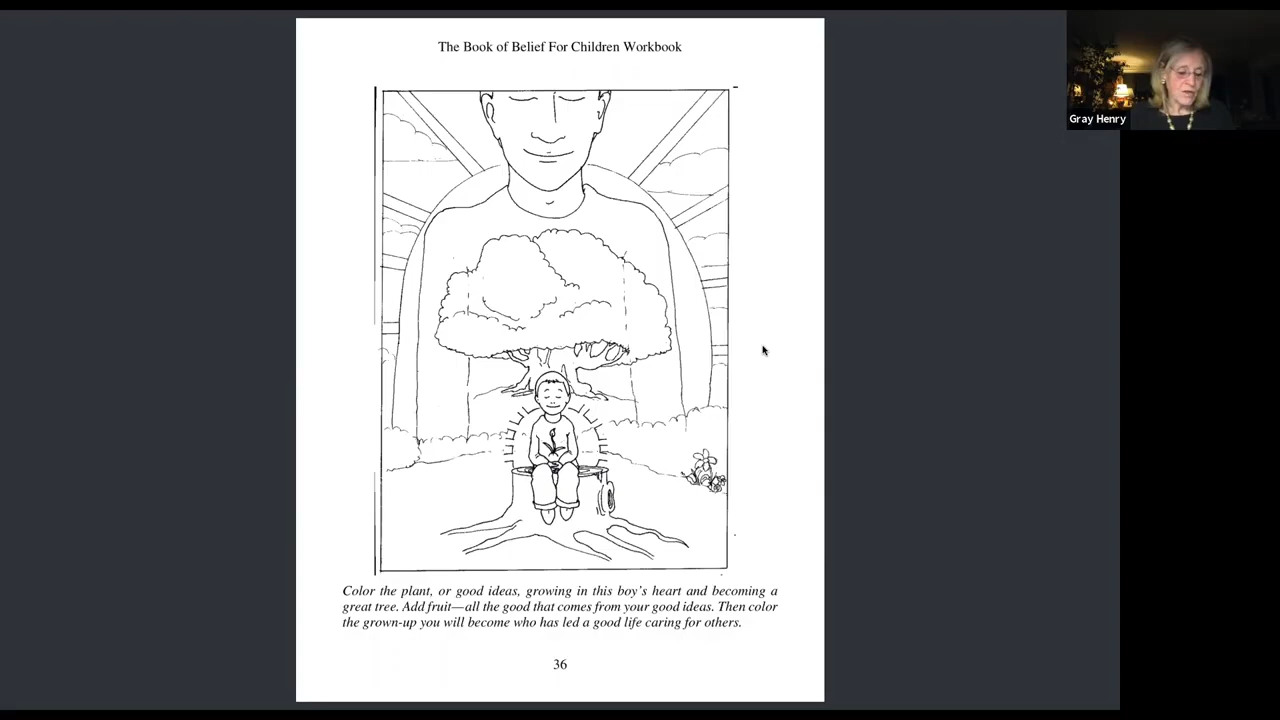 The Book of Belief For Children Workbook
Gray Henry
Color the plant, or good ideas, growing in this boy's heart and becoming a
great tree. Add fruit—all the good that comes from your good ideas. Then color
the grown-up you will become who has led a good life caring for others.
36